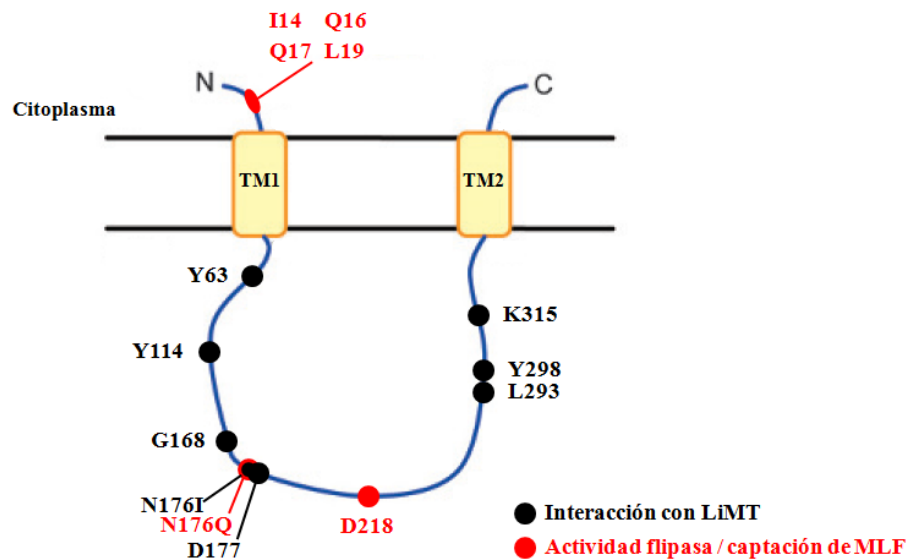 I14 Q16
Q17 L19
N
C
Citoplasma
TM1
TM2
Y63
K315
Y114
Y298
L293
G168
N176I
N176Q
D177
D218
Interacción con LiMT
Actividad flipasa / captación de MLF